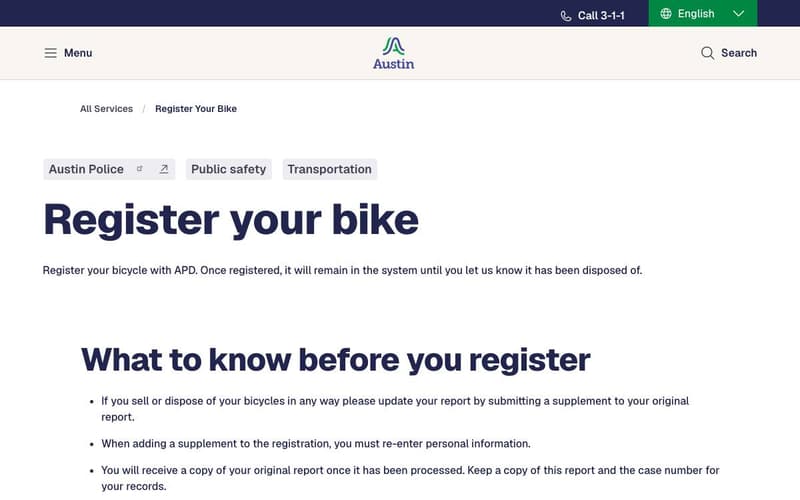 Call 3-1-1
English
Menu
Austin
Search
All Services / Register Your Bike
Austin Police
Public safety
Transportation
Register your bike
Register your bicycle with APD. Once registered, it will remain in the system until you let us know it has been disposed of.
What to know before you register
• If you sell or dispose of your bicycles in any way please update your report by submitting a supplement to your original
report.
• When adding a supplement to the registration, you must re-enter personal information.
• You will receive a copy of your original report once it has been processed. Keep a copy of this report and the case number for
your records.